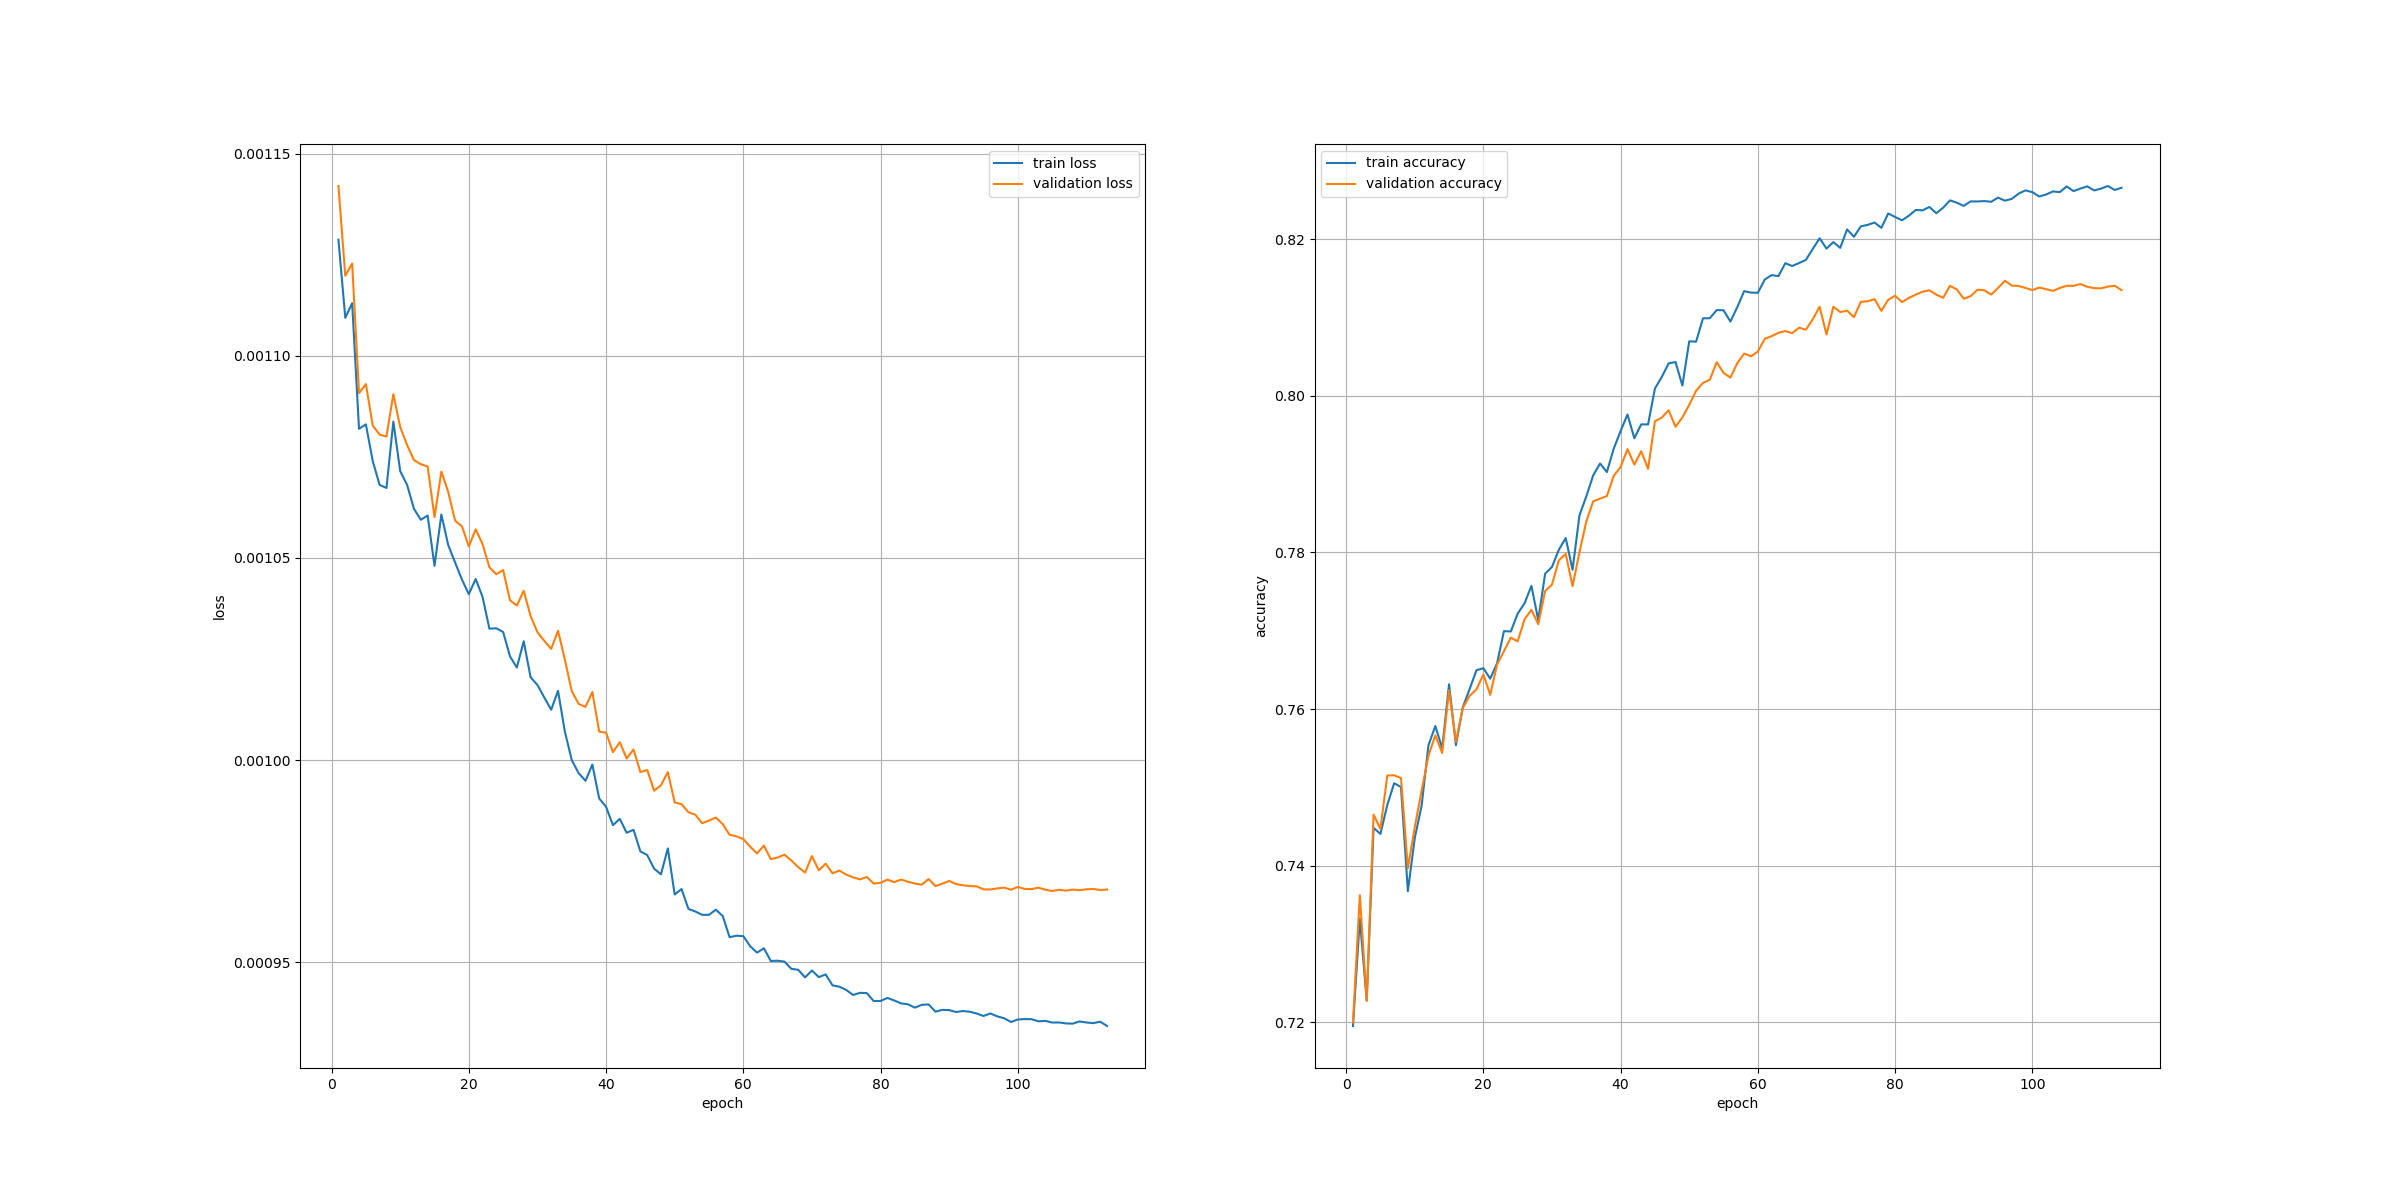 0.00115
0.00110
0.00105
0.00100
0.00095
loss
train loss
validation loss
0 20 40 60 80 100
epoch
0.82
0.80
0.78
0.76
0.74
0.72
accuracy
train accuracy
validation accuracy
0 20 40 60 80 100
epoch